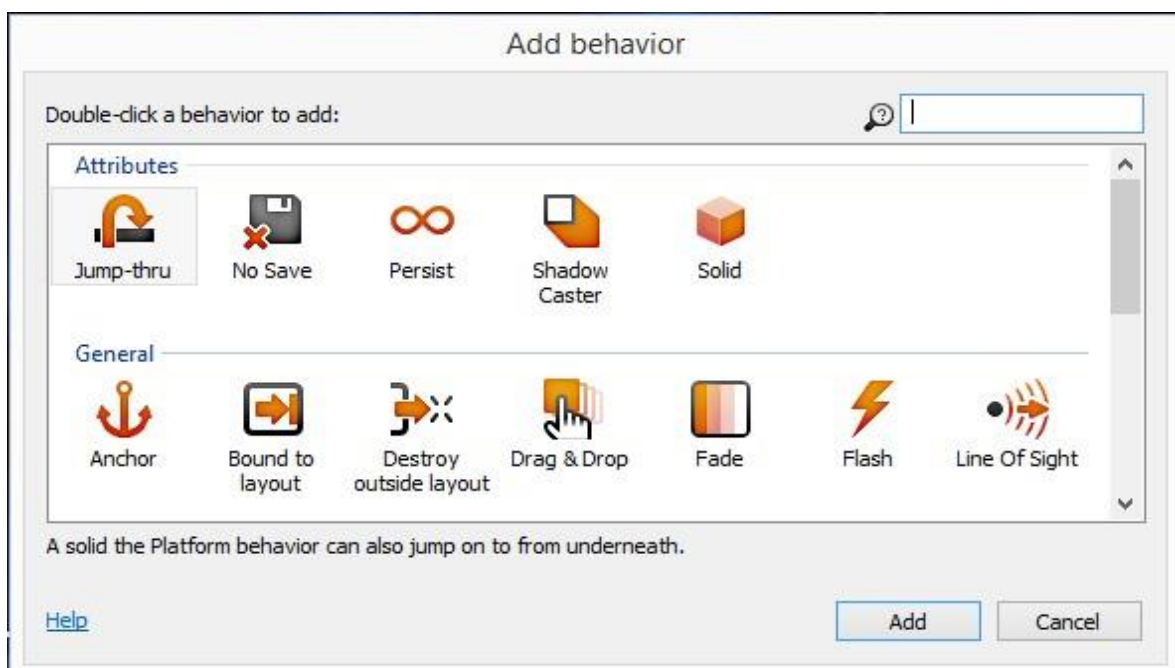 Add behavior
Double-click a behavior to add:
Attributes
Jump-thru
No Save
Persist
Shadow
Caster
Solid
General
Anchor
Bound to
layout
Destroy
outside layout
Drag & Drop
Fade
Flash
Line Of Sight
A solid the Platform behavior can also jump on to from underneath.
Help
Add
Cancel